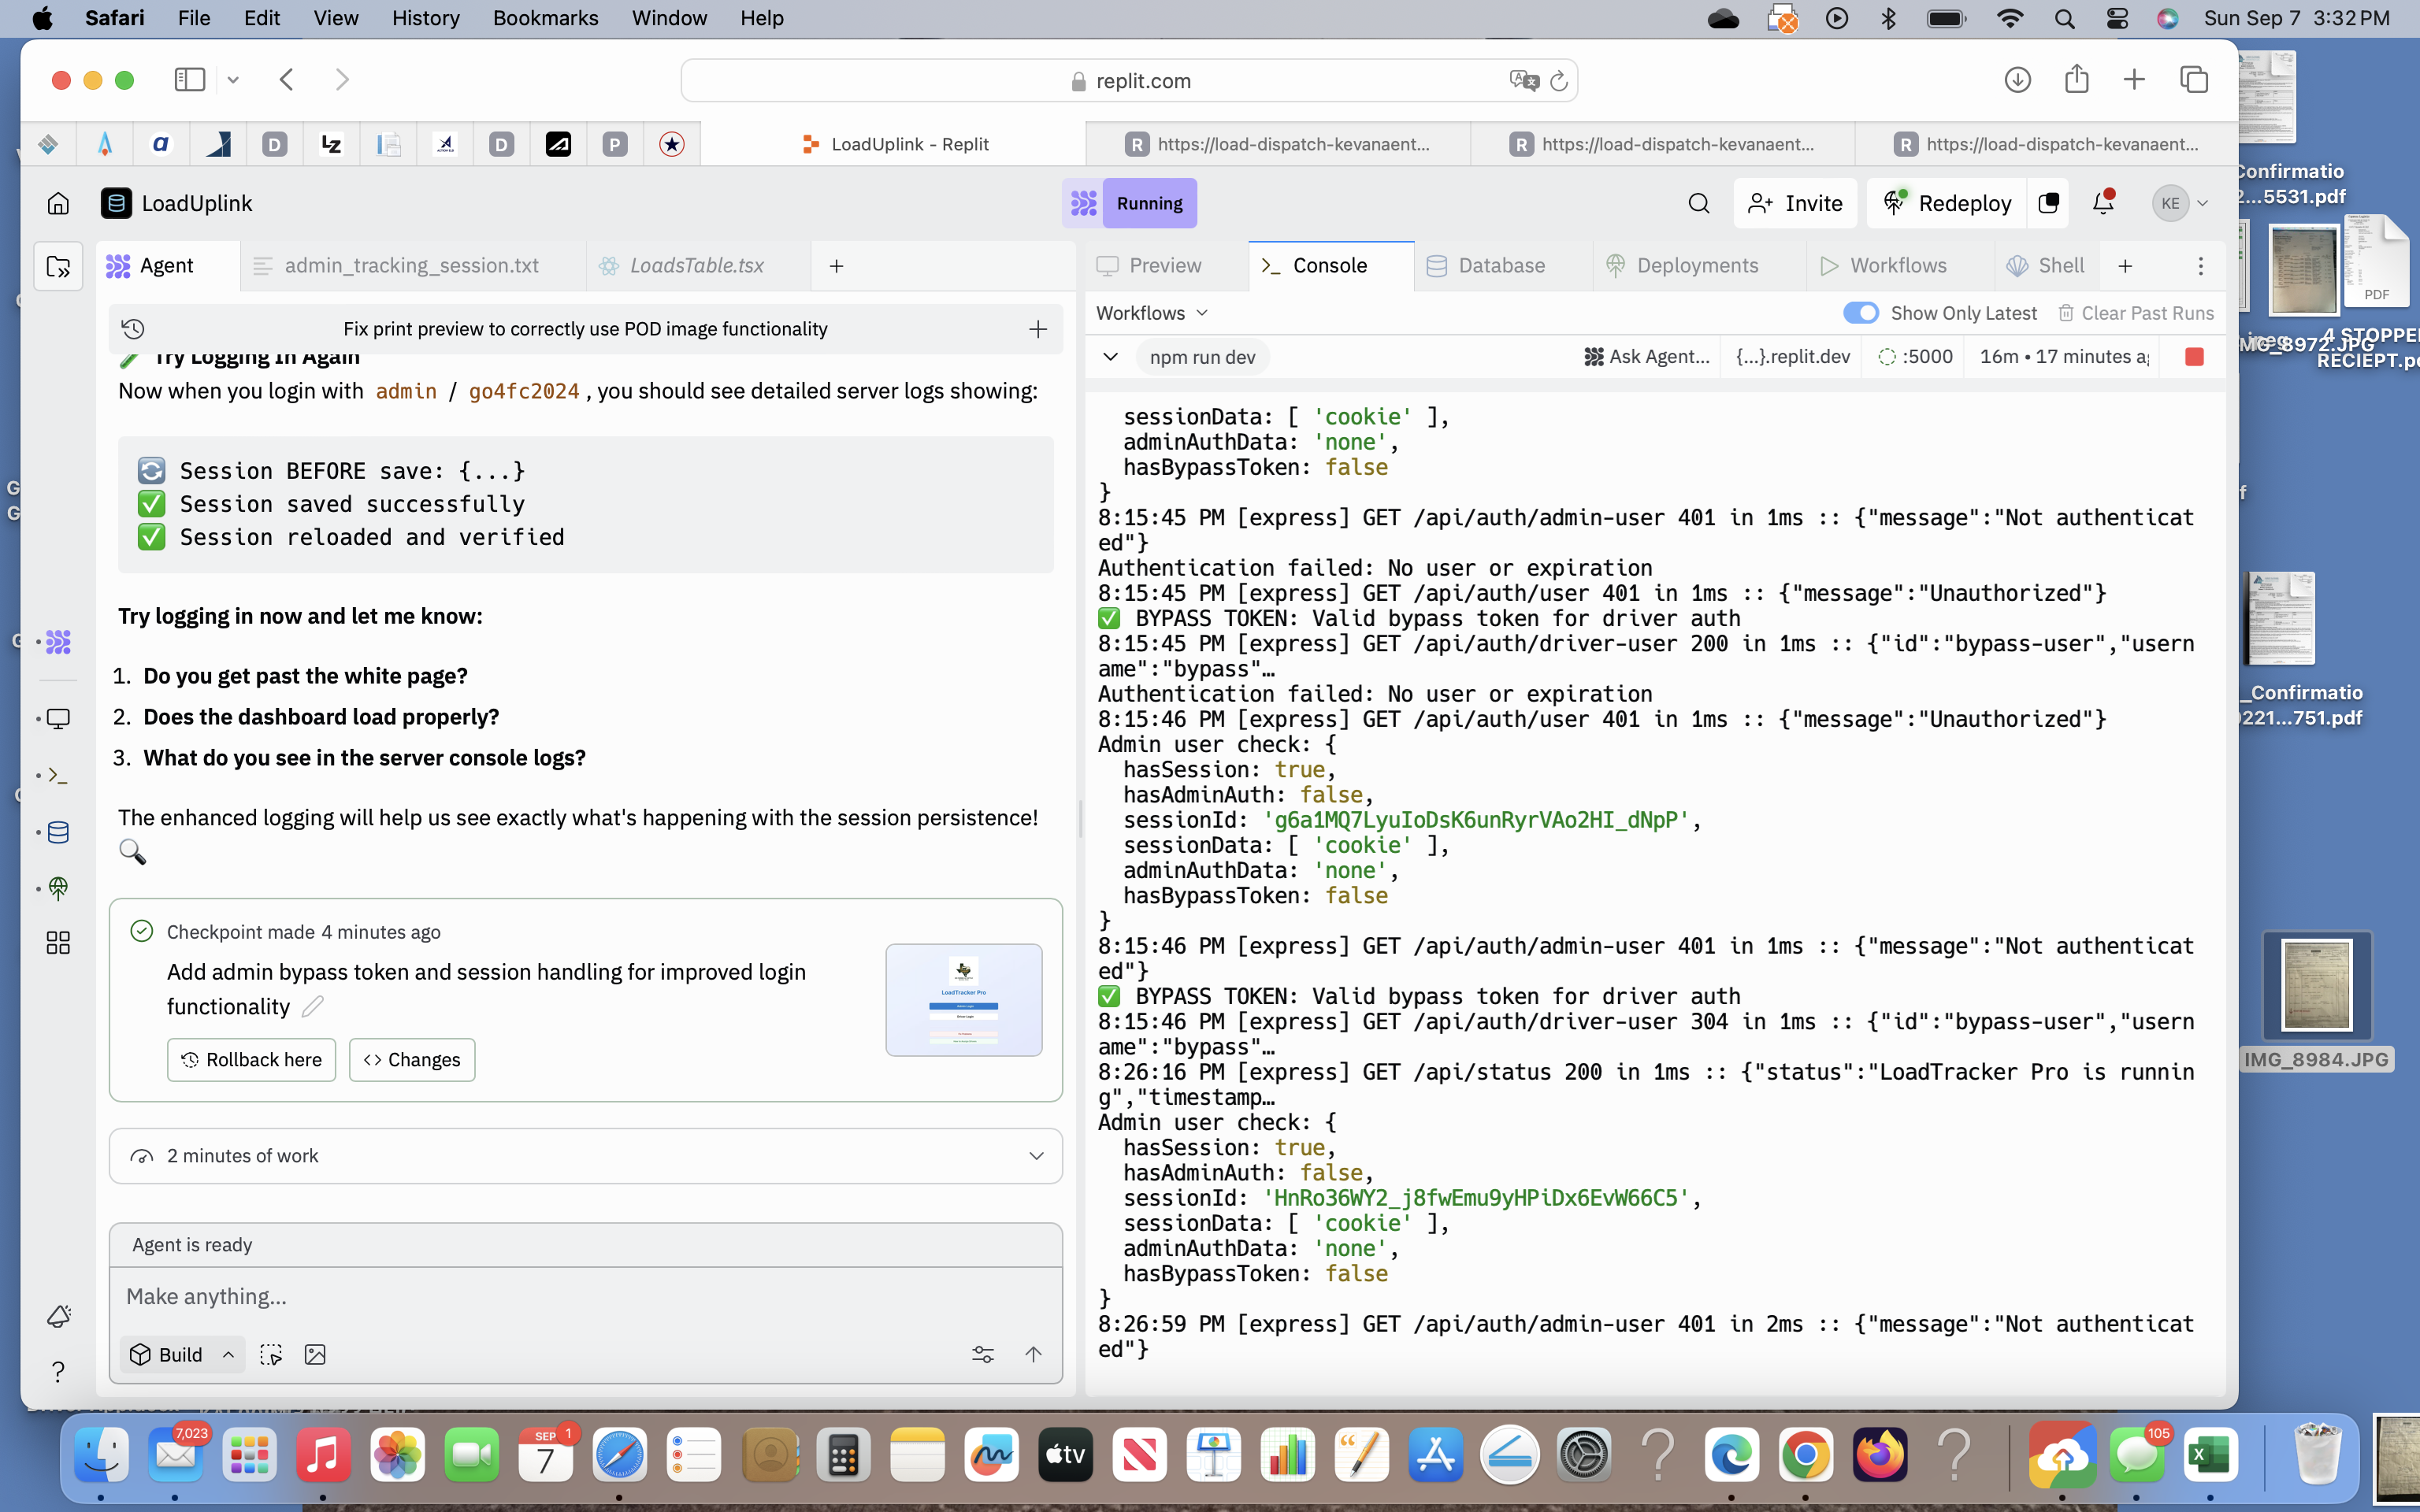 Safari File Edit View History Bookmarks Window Help
Sun Sep 7 3:32 PM
replit.com
a D LZ D P
LoadUplink - Replit
R https://load-dispatch-kevanaent...
R https://load-dispatch-kevanaent...
R https://load-dispatch-kevanaent...
LoadUplink
Running
Invite
Redeploy
KE
Agent
admin_tracking_session.txt
LoadsTable.tsx
Fix print preview to correctly use POD image functionality
Try Logging In Again
Now when you login with admin / go4fc2024 , you should see detailed server logs showing:
Session BEFORE save: {...}
Session saved successfully
Session reloaded and verified
Try logging in now and let me know:
1. Do you get past the white page?
2. Does the dashboard load properly?
3. What do you see in the server console logs?
The enhanced logging will help us see exactly what's happening with the session persistence!
Checkpoint made 4 minutes ago
Add admin bypass token and session handling for improved login
functionality
LoadTracker Pro
Rollback here
Changes
2 minutes of work
Agent is ready
Make anything...
Build
Preview
Console
Database
Deployments
Workflows
Shell
Workflows
Show Only Latest
Clear Past Runs
npm run dev
Ask Agent...
{...}.replit.dev
:5000
16m • 17 minutes a
sessionData: [ 'cookie' ],
adminAuthData: 'none',
hasBypassToken: false
}
8:15:45 PM [express] GET /api/auth/admin-user 401 in 1ms :: {"message":"Not authenticat
ed"}
Authentication failed: No user or expiration
8:15:45 PM [express] GET /api/auth/user 401 in 1ms :: {"message":"Unauthorized"}
BYPASS TOKEN: Valid bypass token for driver auth
8:15:45 PM [express] GET /api/auth/driver-user 200 in 1ms :: {"id":"bypass-user","usern
ame":"bypass"…
Authentication failed: No user or expiration
8:15:46 PM [express] GET /api/auth/user 401 in 1ms :: {"message":"Unauthorized"}
Admin user check: {
hasSession: true,
hasAdminAuth: false,
sessionId: 'g6a1MQ7LyuIoDsK6unRyrVAo2HI_dNpP',
sessionData: [ 'cookie' ],
adminAuthData: 'none',
hasBypassToken: false
}
8:15:46 PM [express] GET /api/auth/admin-user 401 in 1ms :: {"message":"Not authenticat
ed"}
BYPASS TOKEN: Valid bypass token for driver auth
8:15:46 PM [express] GET /api/auth/driver-user 304 in 1ms :: {"id":"bypass-user","usern
ame":"bypass"…
8:26:16 PM [express] GET /api/status 200 in 1ms :: {"status":"LoadTracker Pro is runnin
g","timestamp…
Admin user check: {
hasSession: true,
hasAdminAuth: false,
sessionId: 'HnRo36WY2_j8fwEmu9yHPiDx6EvW66C5',
sessionData: [ 'cookie' ],
adminAuthData: 'none',
hasBypassToken: false
}
8:26:59 PM [express] GET /api/auth/admin-user 401 in 2ms :: {"message":"Not authenticat
ed"}
Confirmatio
2...5531.pdf
PDF
4 STOPPE
IMG_8972.JPG
RECIEPT.p
_Confirmatio
0221...751.pdf
IMG_8984.JPG
7,023
SEP
7
1
tv
105